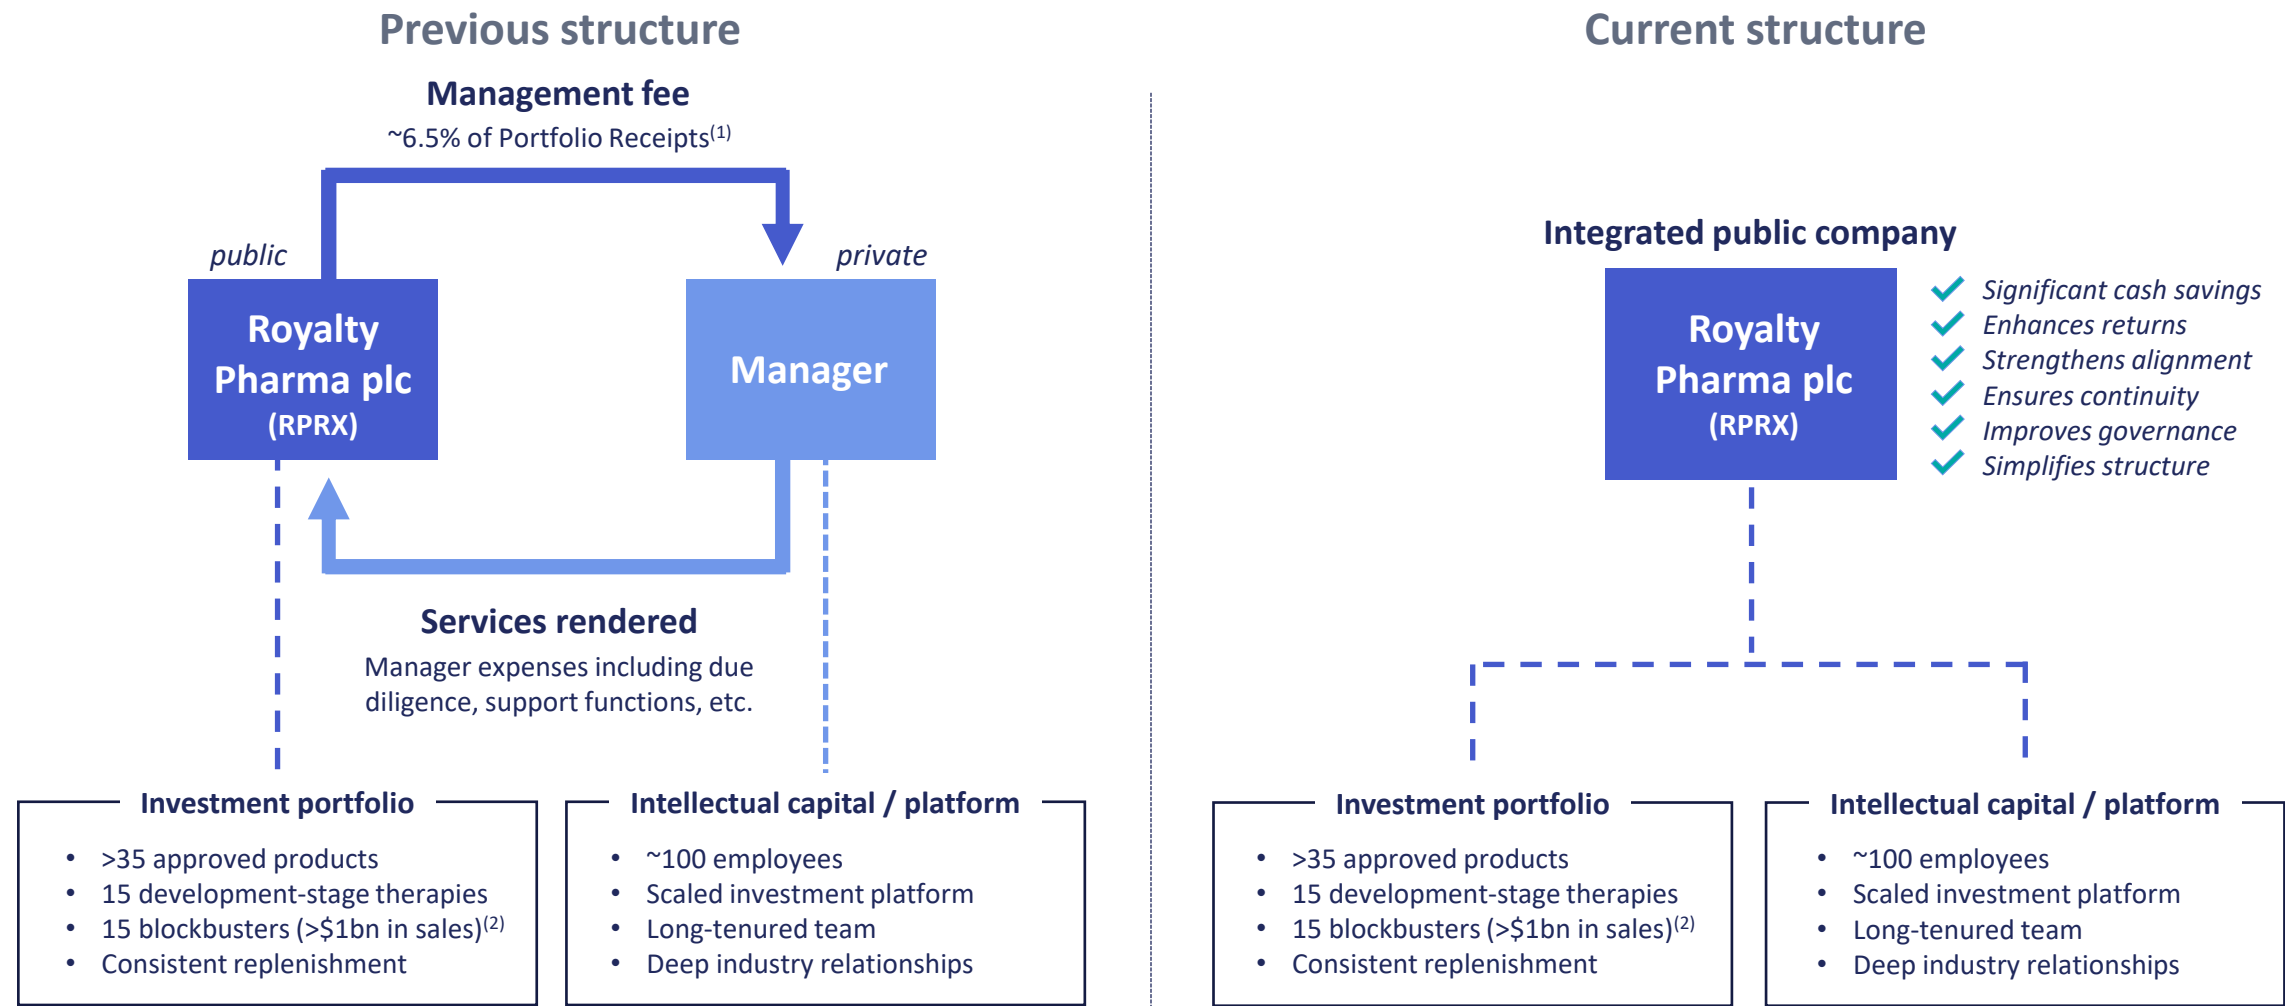 Previous structure
Management fee
~6.5% of Portfolio Receipts(1)
public
private
Royalty
Pharma plc
(RPRX)
Manager
Services rendered
Manager expenses including due
diligence, support functions, etc.
Investment portfolio
• >35 approved products
• 15 development-stage therapies
• 15 blockbusters (>$1bn in sales)(2)
• Consistent replenishment
Intellectual capital / platform
• ~100 employees
• Scaled investment platform
• Long-tenured team
• Deep industry relationships
Current structure
Integrated public company
Royalty
Pharma plc
(RPRX)
Significant cash savings
Enhances returns
Strengthens alignment
Ensures continuity
Improves governance
Simplifies structure
Investment portfolio
• >35 approved products
• 15 development-stage therapies
• 15 blockbusters (>$1bn in sales)(2)
• Consistent replenishment
Intellectual capital / platform
• ~100 employees
• Scaled investment platform
• Long-tenured team
• Deep industry relationships